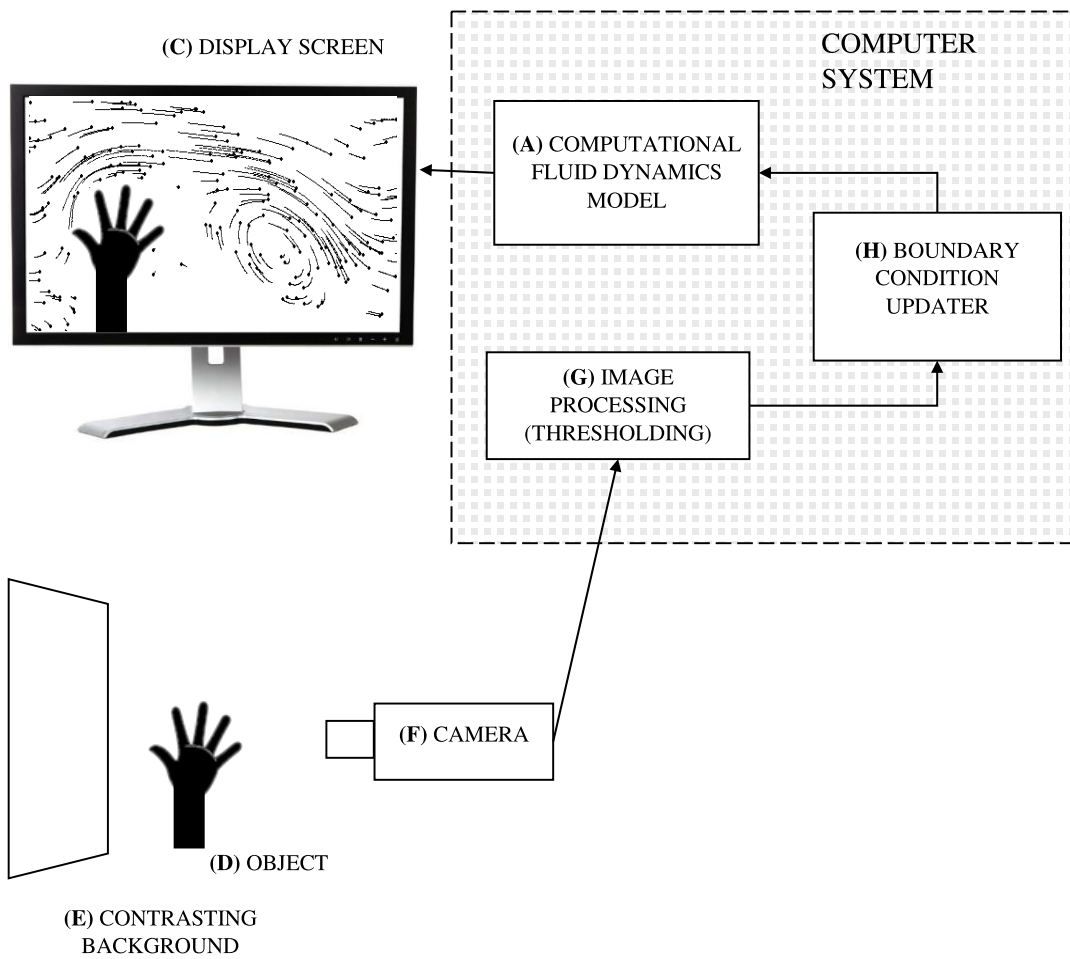 (C) DISPLAY SCREEN
COMPUTER
SYSTEM
(A) COMPUTATIONAL
FLUID DYNAMICS
MODEL
(H) BOUNDARY
CONDITION
UPDATER
(G) IMAGE
PROCESSING
(THRESHOLDING)
(F) CAMERA
(D) OBJECT
(E) CONTRASTING
BACKGROUND